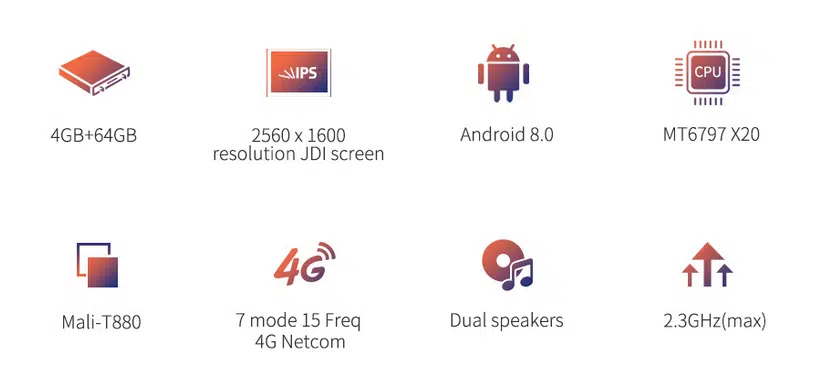 IPS
CPU
4GB+64GB
2560 x 1600
resolution JDI screen
Android 8.0
MT6797 X20
4G
Mali-T880
7 mode 15 Freq
4G Netcom
Dual speakers
2.3GHz(max)